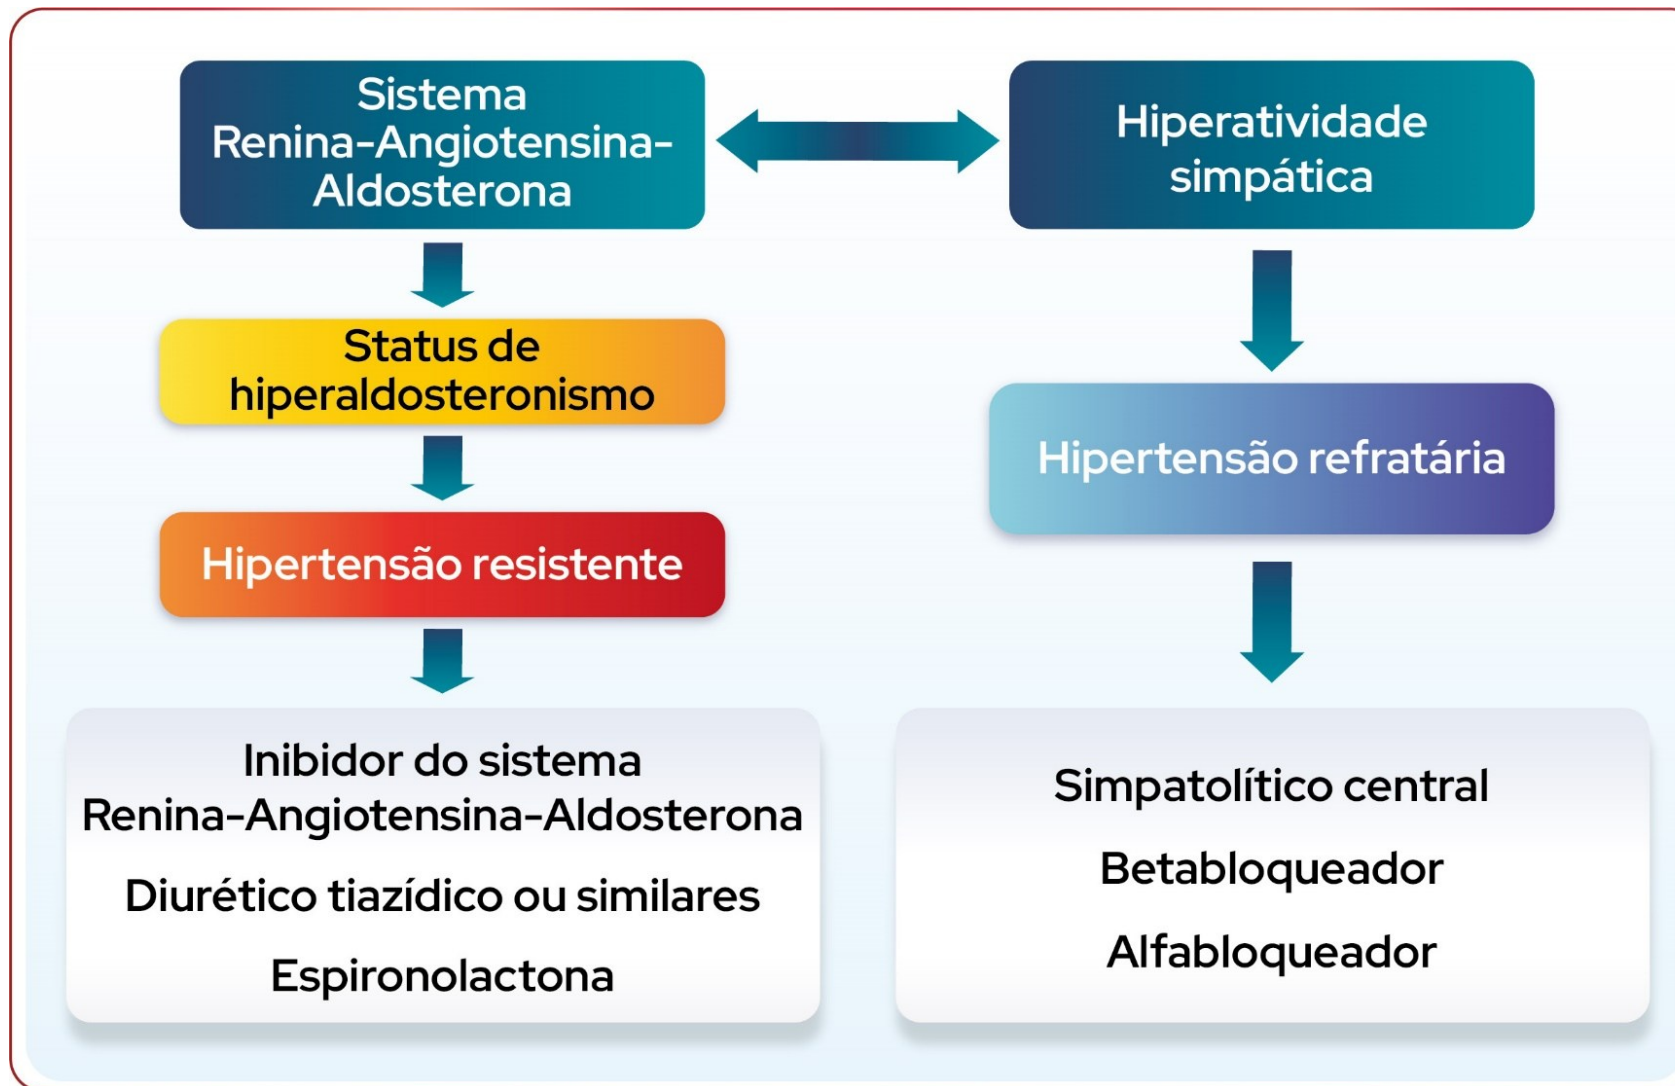 Sistema
Renina-Angiotensina-
Aldosterona
Hiperatividade
simpática
Status de
hiperaldosteronismo
Hipertensão refratária
Hipertensão resistente
Inibidor do sistema
Renina-Angiotensina-Aldosterona
Diurético tiazídico ou similares
Espironolactona
Simpatolítico central
Betabloqueador
Alfabloqueador